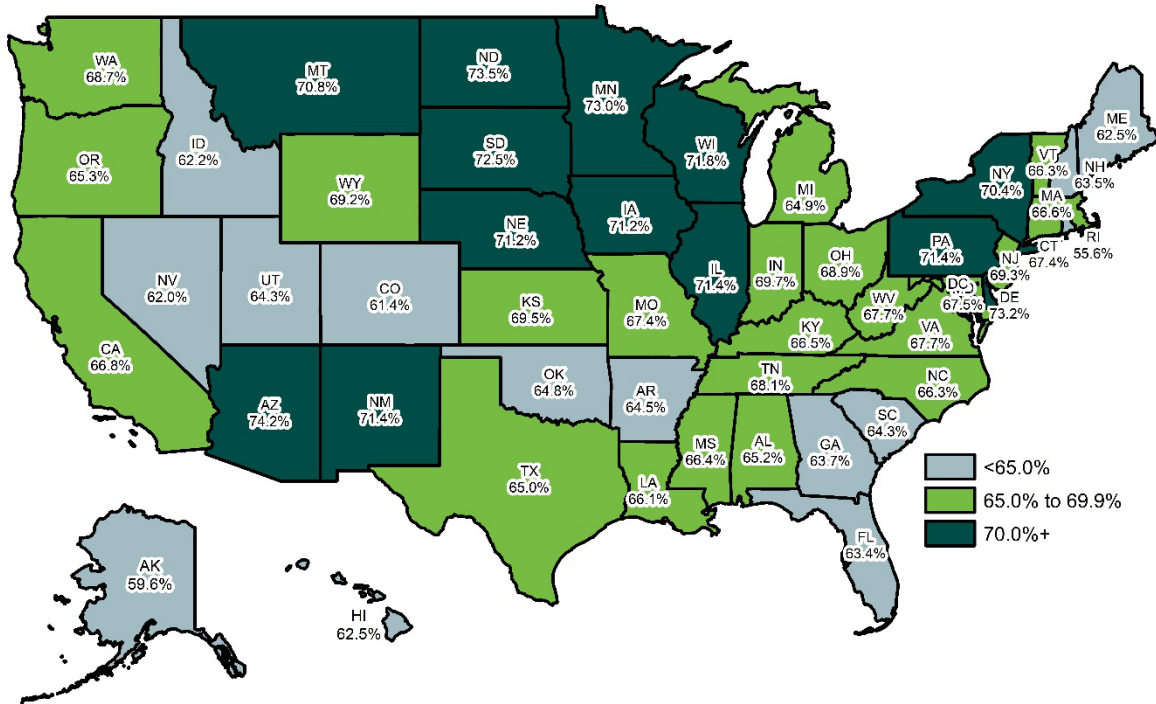 WA
68.7%
MT
70.8%
ND
73.5%
MN
73.0%
ME
62.5%
ID
62.2%
OR
65.3%
SD
72.5%
WI
71.8%
VT
66.3%
NH
63.5%
NY
70.4%
WY
69.2%
MI
64.9%
MA
66.6%
IA
71.2%
NE
71.2%
PA
71.4%
CT
67.4%
RI
55.6%
NJ
69.3%
NV
62.0%
UT
64.3%
CO
61.4%
IL
71.4%
IN
69.7%
OH
68.9%
DC
67.5%
DE
73.2%
WV
67.7%
KS
69.5%
MO
67.4%
KY
66.5%
VA
67.7%
CA
66.8%
TN
68.1%
NC
66.3%
OK
64.8%
AR
64.5%
AZ
74.2%
NM
71.4%
SC
64.3%
MS
66.4%
AL
65.2%
GA
63.7%
TX
65.0%
LA
66.1%
<65.0%
65.0% to 69.9%
70.0%+
FL
63.4%
AK
59.6%
HI
62.5%